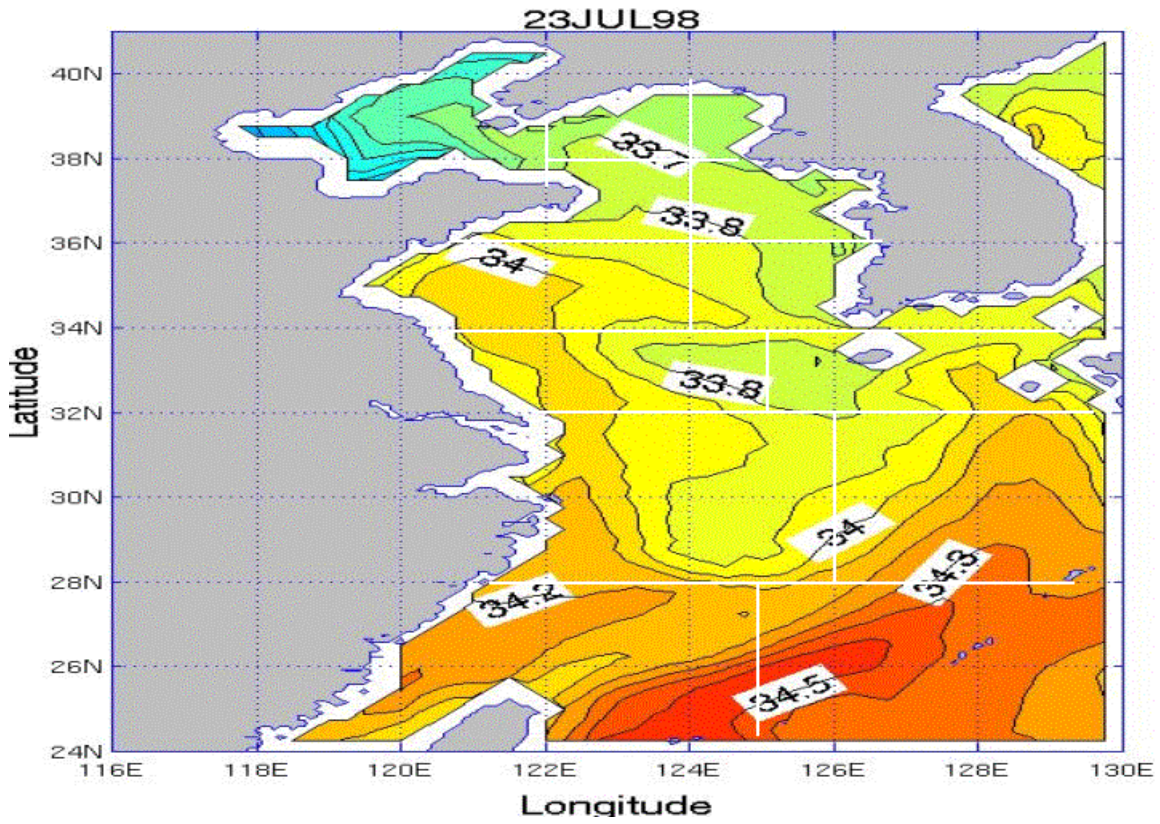 23JUL98
40N
38N
36N
34N
32N
30N
28N
26N
24N
Latitude
33.7
33.8
34
33.8
34
34.3
34.2
34.5
116E
118E
120E
122E
124E
126E
128E
130E
Longitude